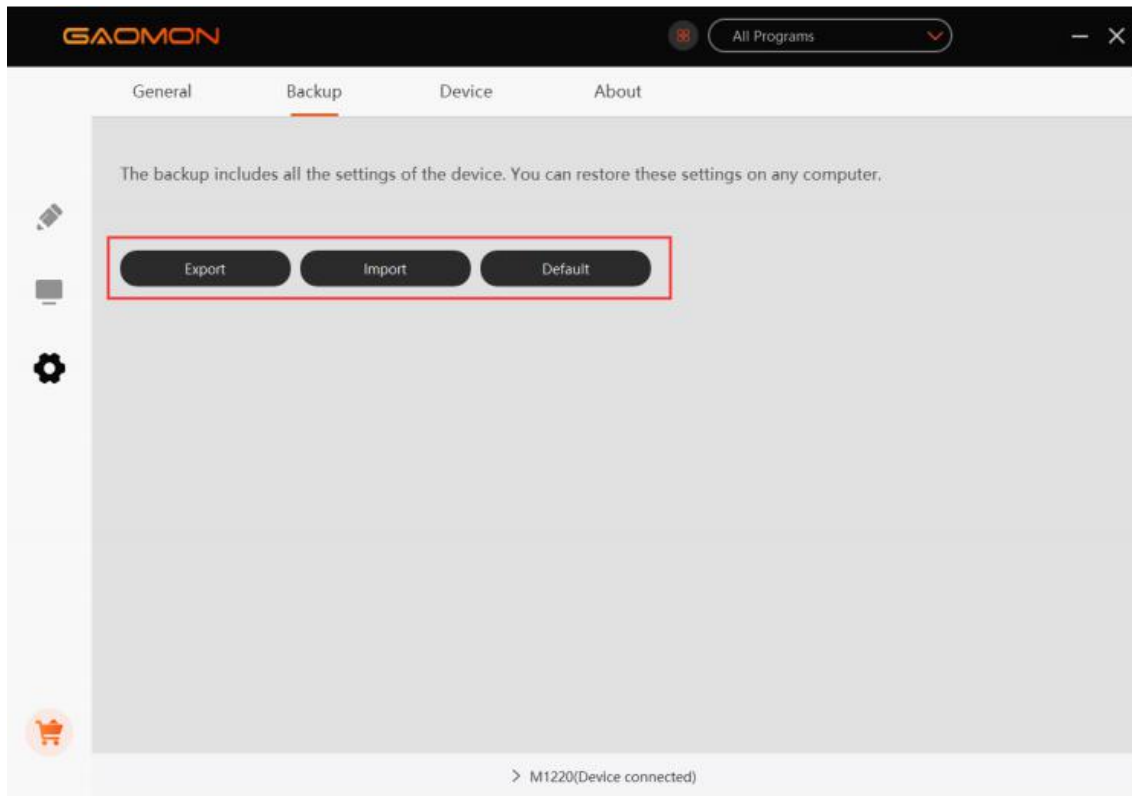 GAOMON
All Programs
General Backup Device About
The backup includes all the settings of the device. You can restore these settings on any computer.
Export Import Default
M1220(Device connected)